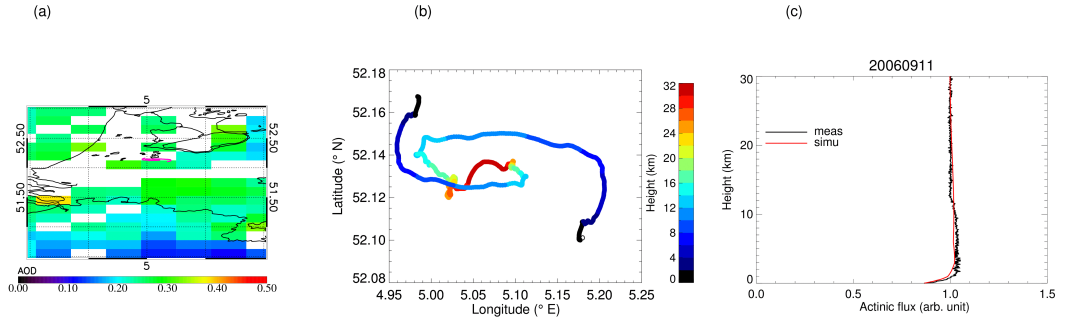 (a)
(b)
(c)
5
52.50
52.50
51.50
51.50
5
AOD
0.00 0.10 0.20 0.30 0.40 0.50
52.18
52.16
52.14
52.12
52.10
52.08
Latitude (° N)
4.95 5.00 5.05 5.10 5.15 5.20 5.25
Longitude (° E)
Height (km)
32
28
24
20
16
12
8
4
0
20060911
30
20
10
0
Height (km)
meas
simu
0.0 0.5 1.0 1.5
Actinic flux (arb. unit)